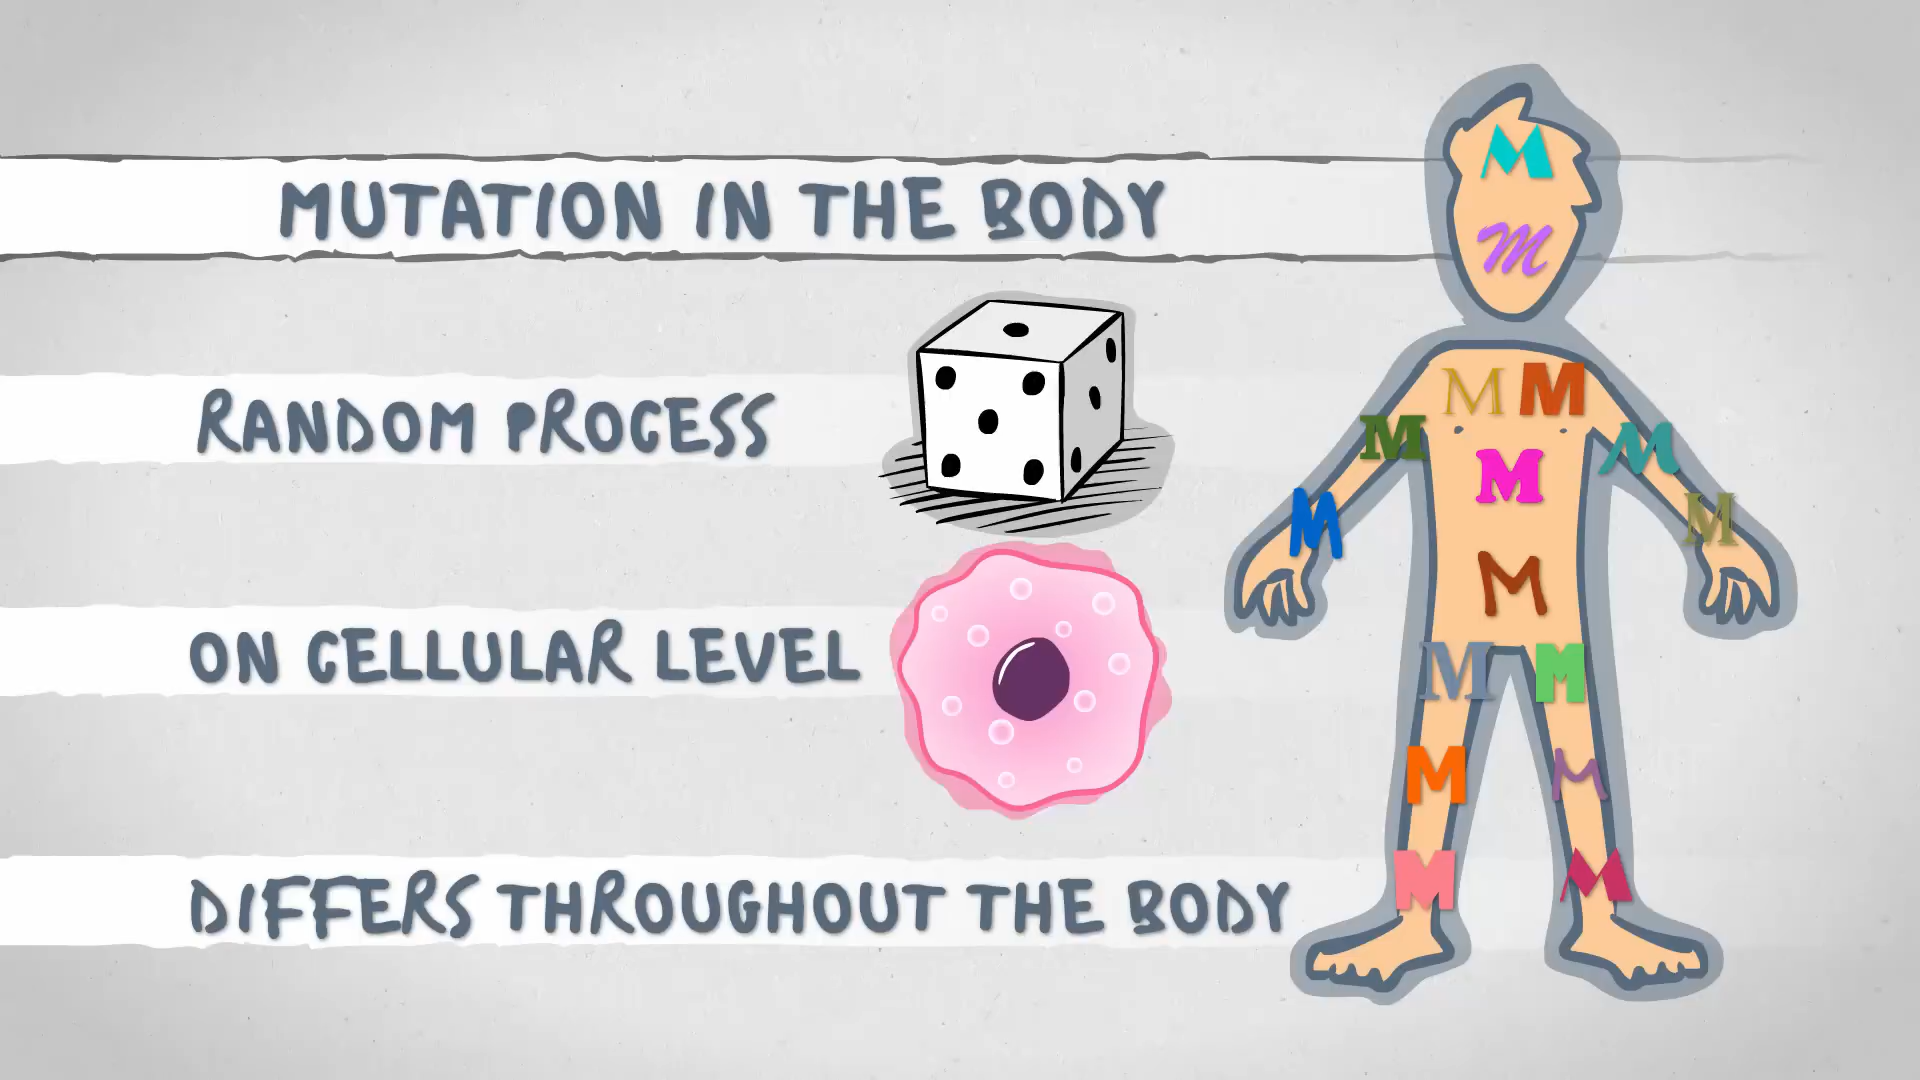 MUTATION IN THE BODY
RANDOM PROCESS
ON CELLULAR LEVEL
DIFFERS THROUGHOUT THE BODY
M
M
M M
M M
M
M M
M
M M
M M
M M